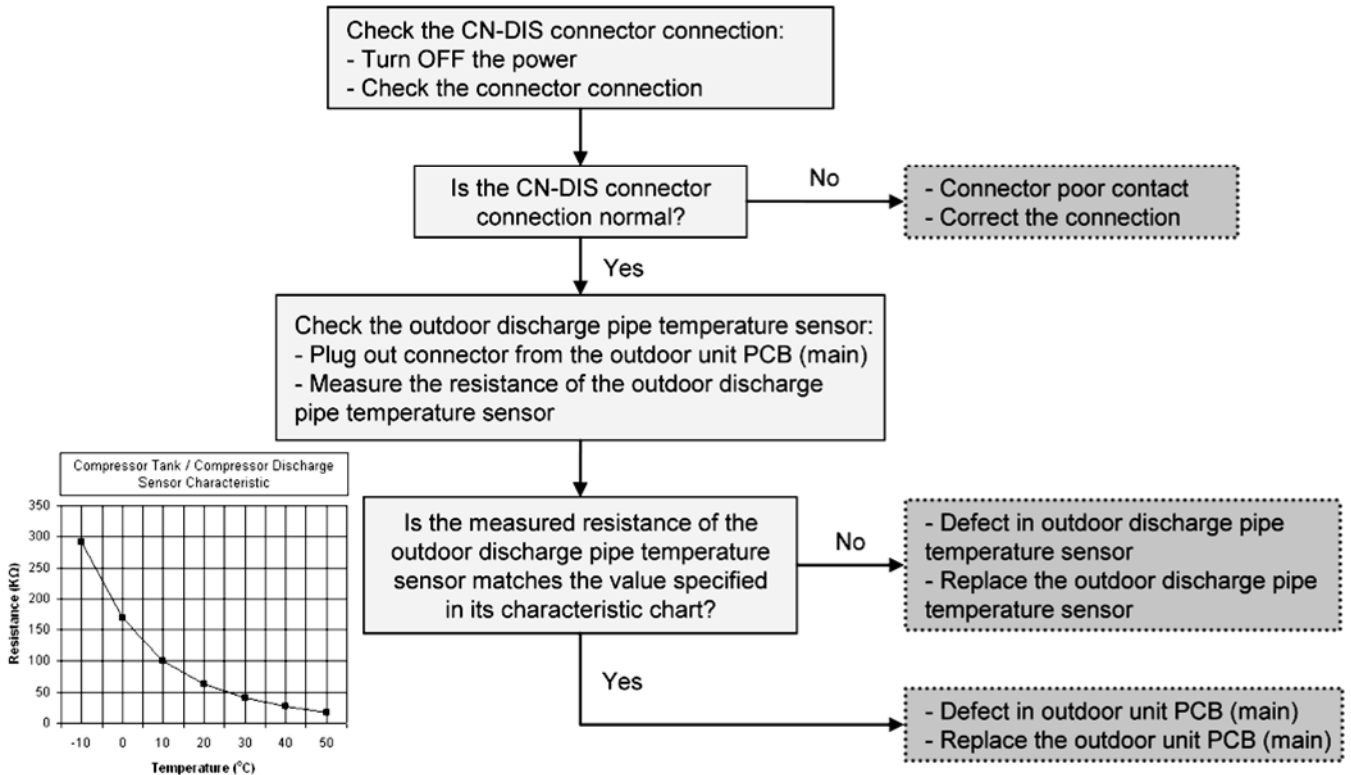 Check the CN-DIS connector connection:
- Turn OFF the power
- Check the connector connection
Is the CN-DIS connector
connection normal?
No
- Connector poor contact
- Correct the connection
Yes
Check the outdoor discharge pipe temperature sensor:
- Plug out connector from the outdoor unit PCB (main)
- Measure the resistance of the outdoor discharge
pipe temperature sensor
Compressor Tank / Compressor Discharge
Sensor Characteristic
Resistance (KΩ)
350
300
250
200
150
100
50
0
-10 0 10 20 30 40 50
Temperature (°C)
Is the measured resistance of the
outdoor discharge pipe temperature
sensor matches the value specified
in its characteristic chart?
No
- Defect in outdoor discharge pipe
temperature sensor
- Replace the outdoor discharge pipe
temperature sensor
Yes
- Defect in outdoor unit PCB (main)
- Replace the outdoor unit PCB (main)